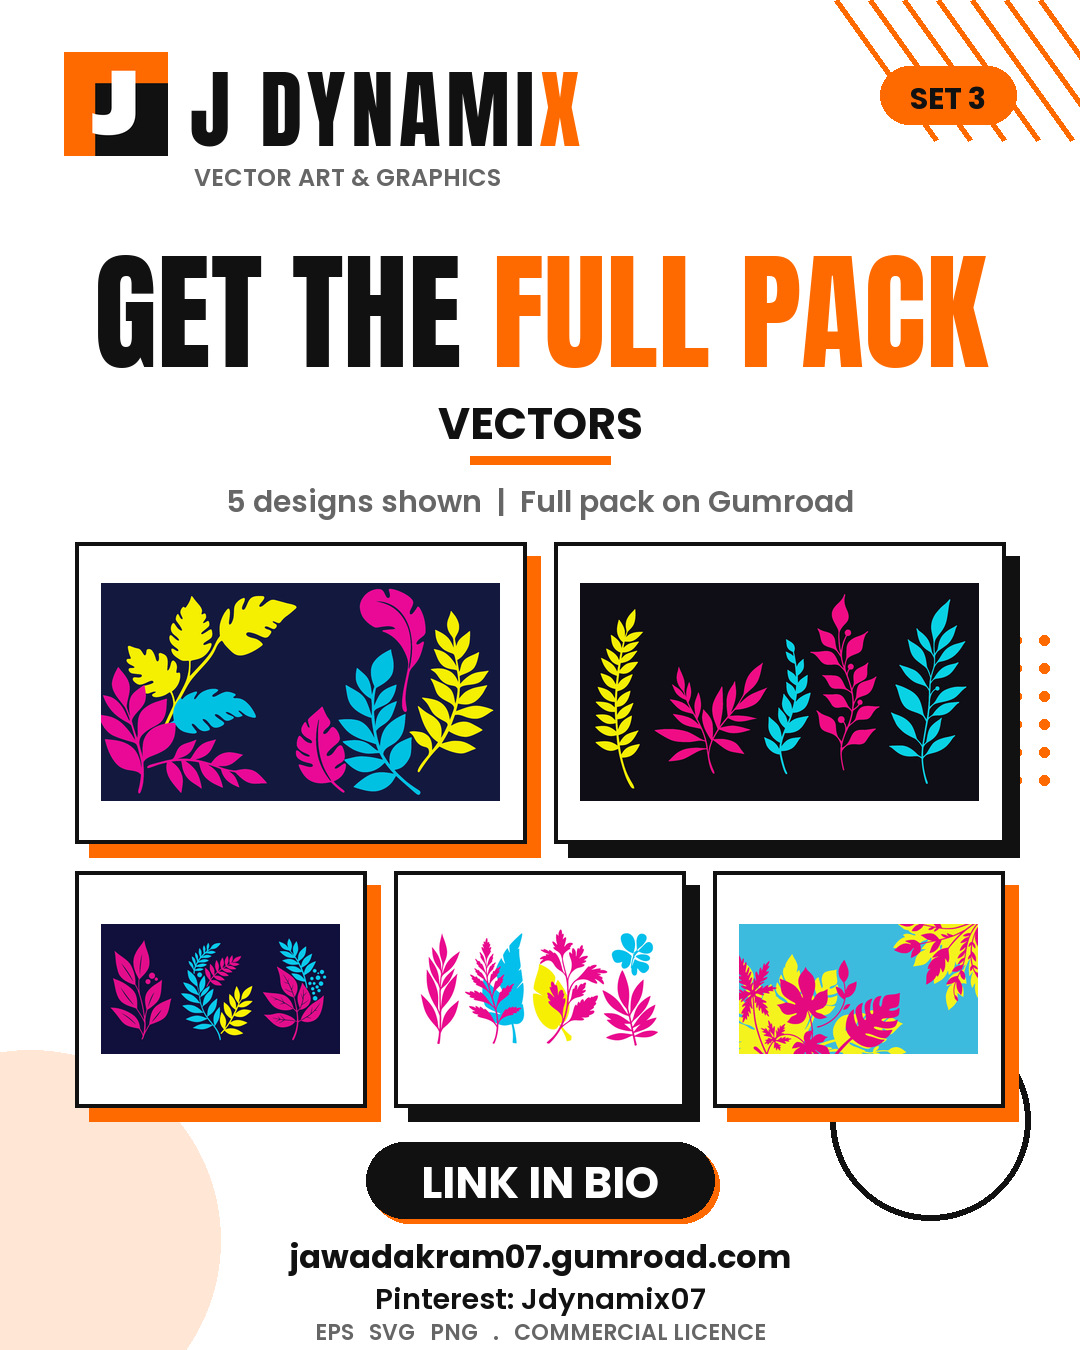 J
J DYNAMIX
VECTOR ART & GRAPHICS
SET 3
GET THE FULL PACK
VECTORS
5 designs shown | Full pack on Gumroad
LINK IN BIO
jawadakram07.gumroad.com
Pinterest: Jdynamix07
EPS SVG PNG . COMMERCIAL LICENCE